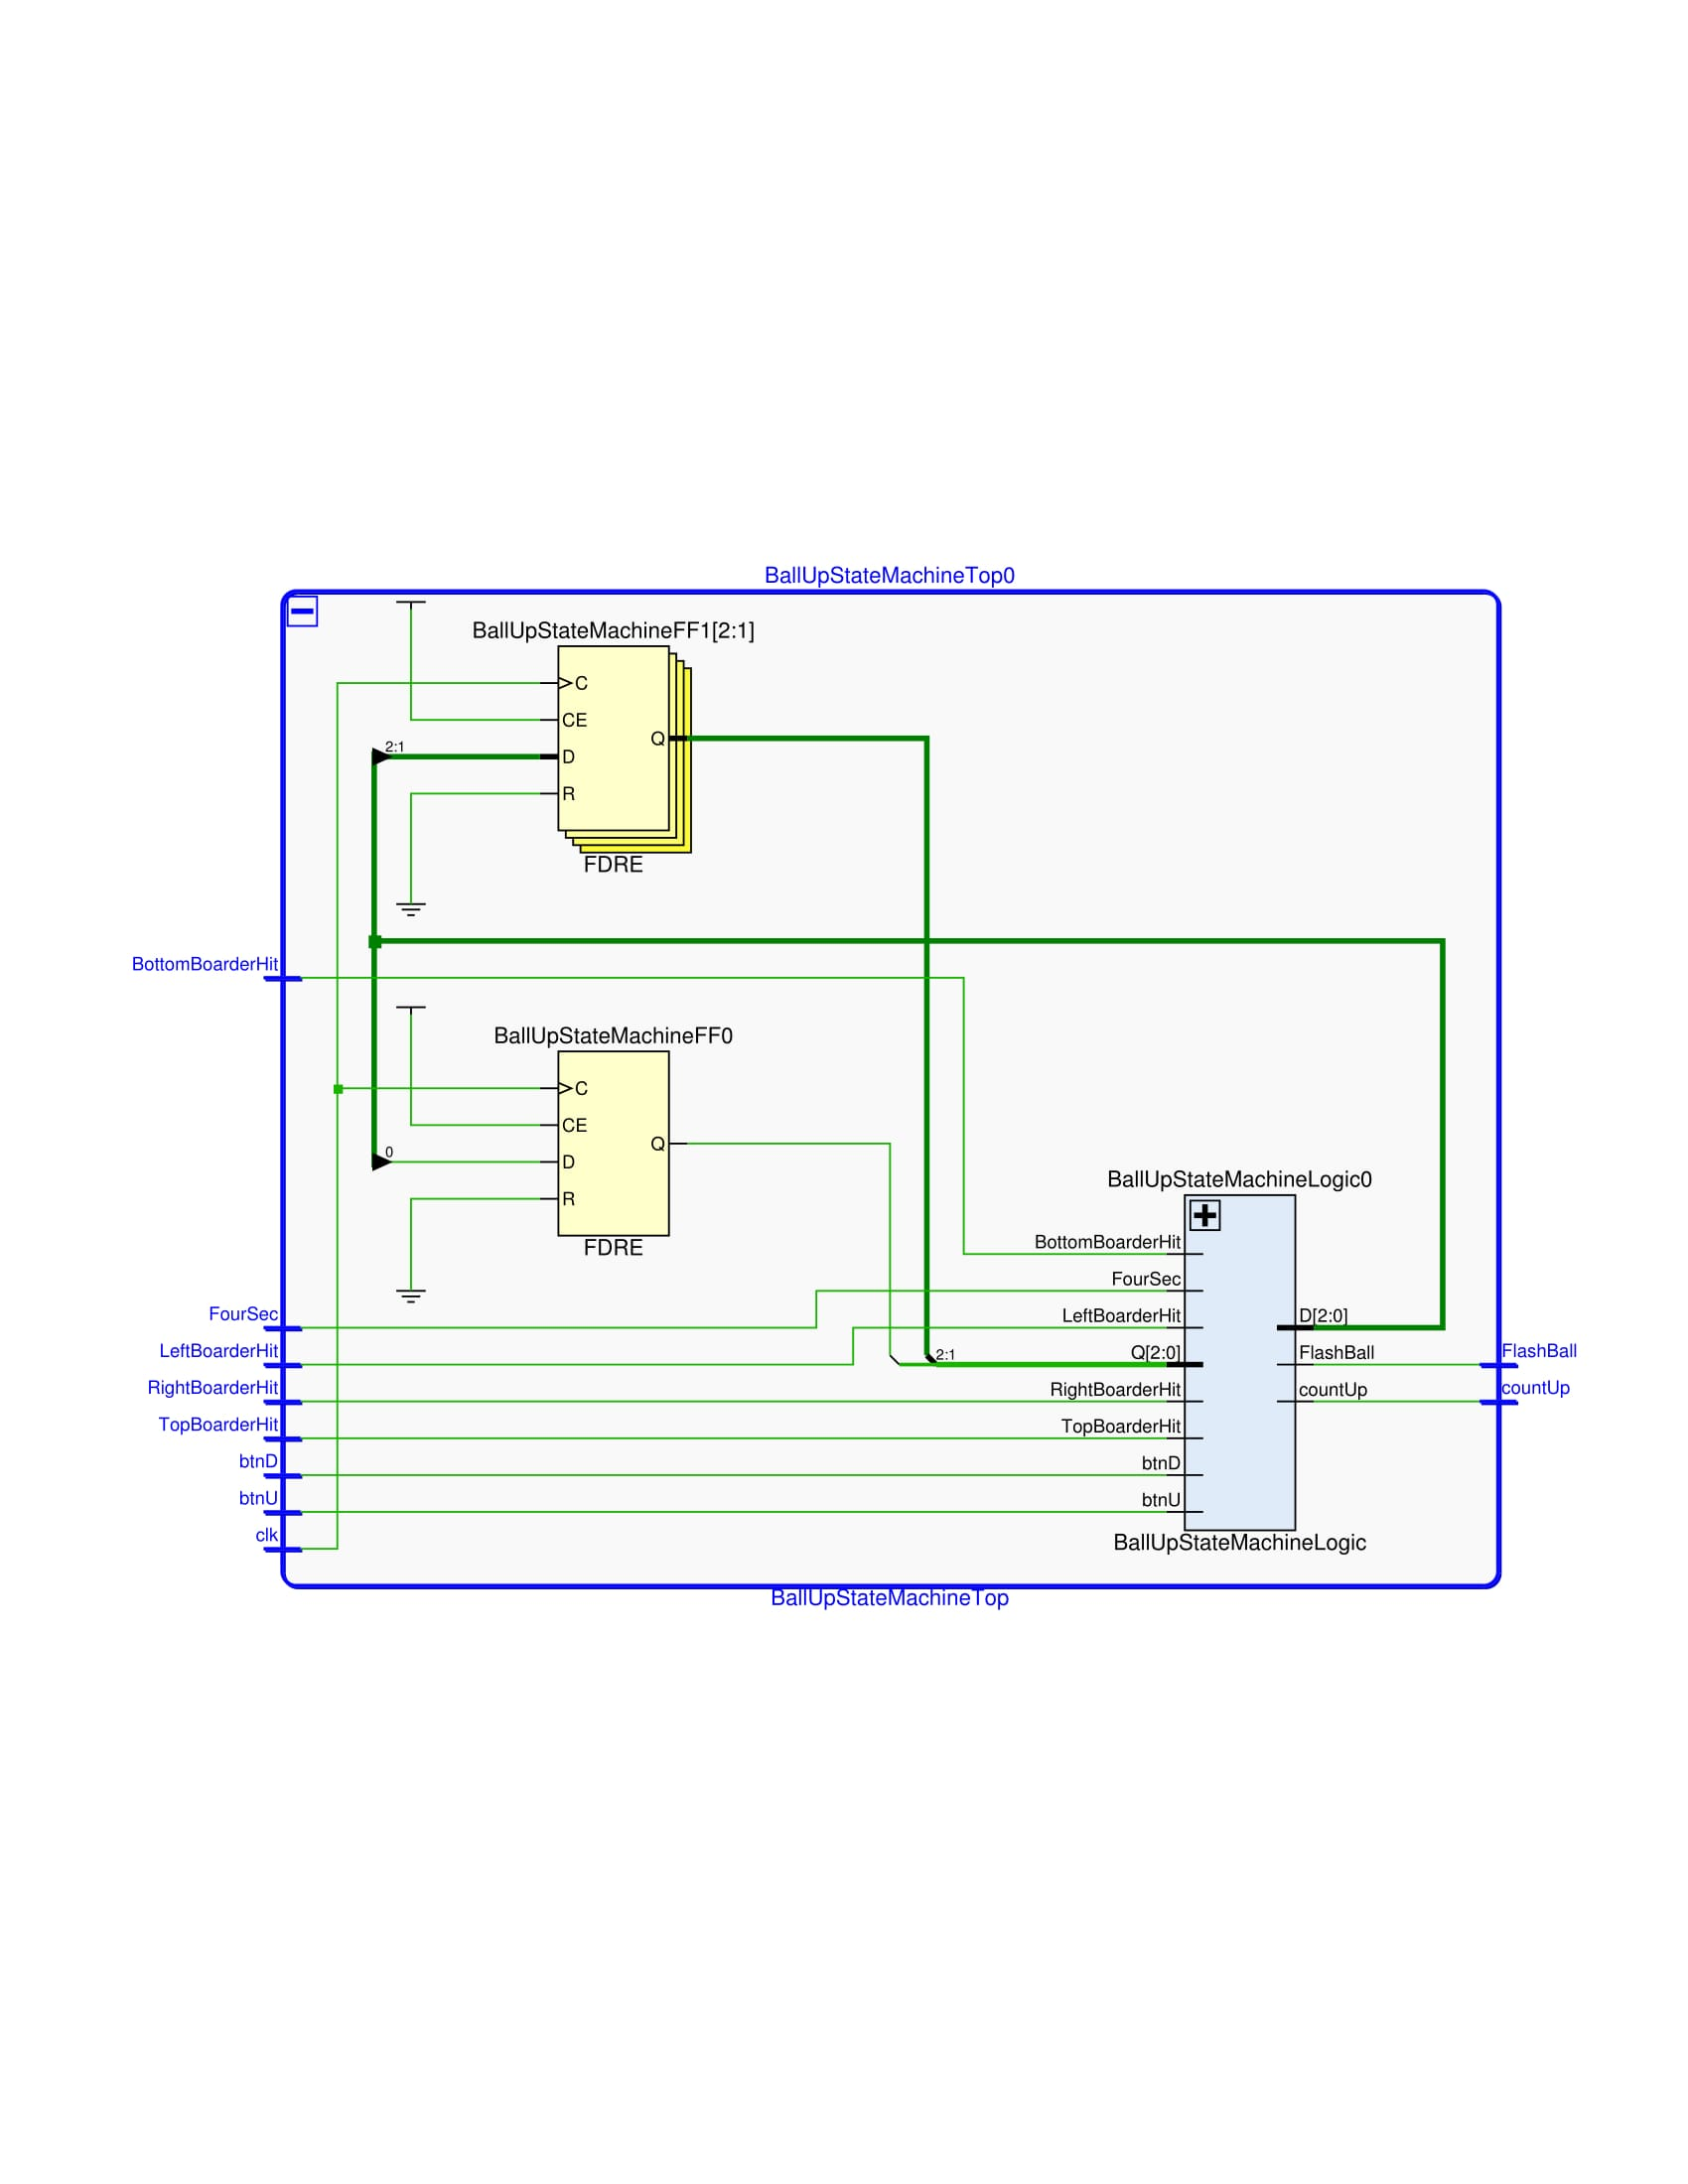 BallUpStateMachineTop0
BallUpStateMachineFF1[2:1]
C
CE
Q
2:1
D
R
FDRE
BottomBoarderHit
BallUpStateMachineFF0
C
CE
Q
0
D
R
FDRE
BallUpStateMachineLogic0
BottomBoarderHit
FourSec
FourSec
LeftBoarderHit
D[2:0]
LeftBoarderHit
2:1
Q[2:0]
FlashBall
FlashBall
RightBoarderHit
RightBoarderHit
countUp
countUp
TopBoarderHit
TopBoarderHit
btnD
btnD
btnU
btnU
clk
BallUpStateMachineLogic
BallUpStateMachineTop